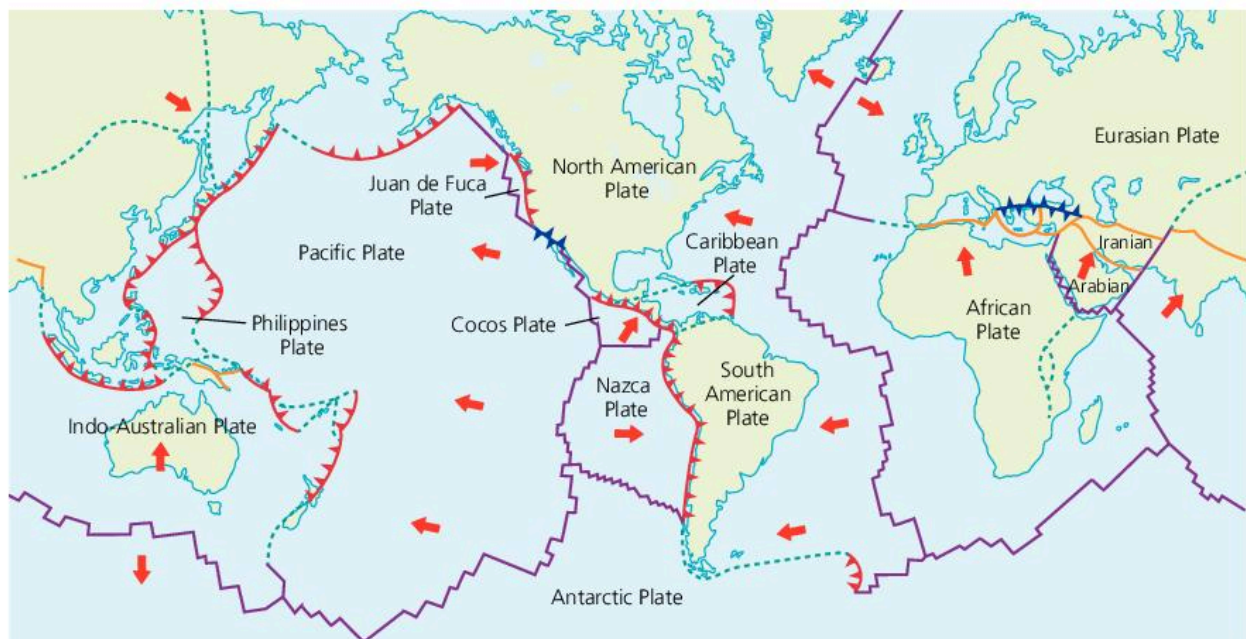 Eurasian Plate
North American
Plate
Juan de Fuca
Plate
Pacific Plate
Caribbean
Plate
Iranian
Arabian
Philippines
Plate
Cocos Plate
African
Plate
Nazca
Plate
South
American
Plate
Indo-Australian Plate
Antarctic Plate